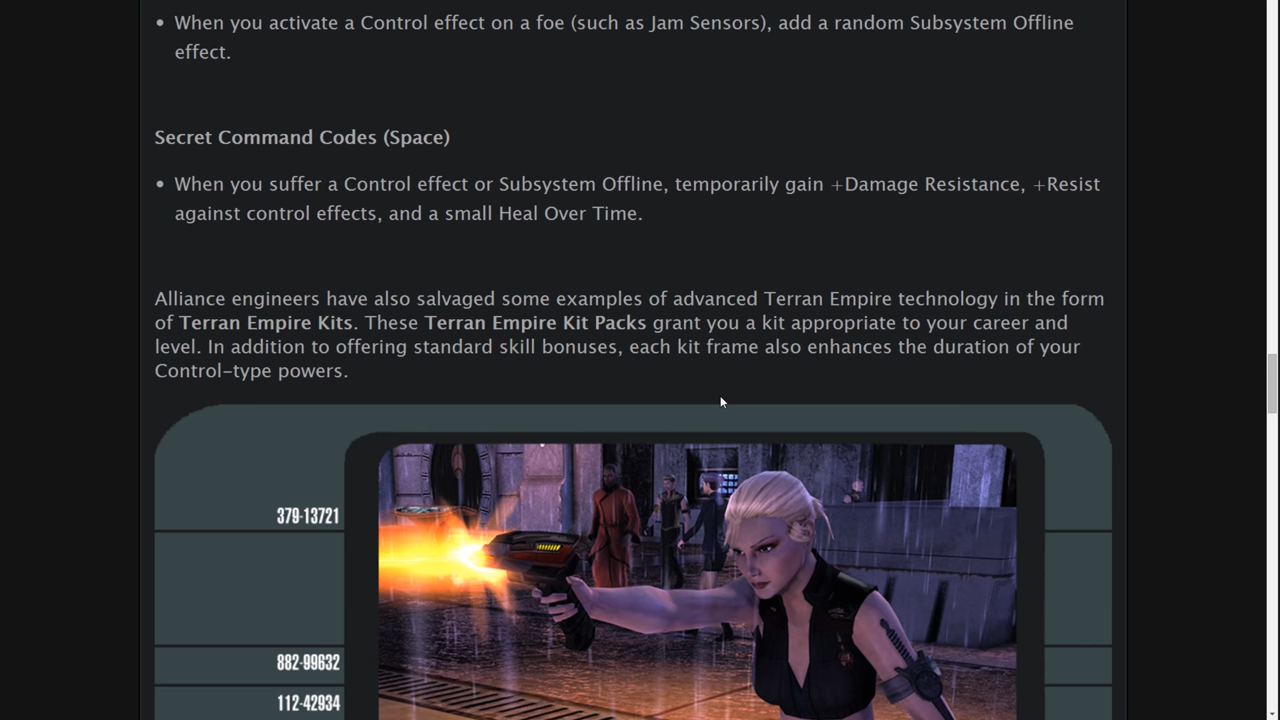 • When you activate a Control effect on a foe (such as Jam Sensors), add a random Subsystem Offline
effect.
Secret Command Codes (Space)
• When you suffer a Control effect or Subsystem Offline, temporarily gain +Damage Resistance, +Resist
against control effects, and a small Heal Over Time.
Alliance engineers have also salvaged some examples of advanced Terran Empire technology in the form
of Terran Empire Kits. These Terran Empire Kit Packs grant you a kit appropriate to your career and
level. In addition to offering standard skill bonuses, each kit frame also enhances the duration of your
Control-type powers.
379-13721
882-99632
112-42934